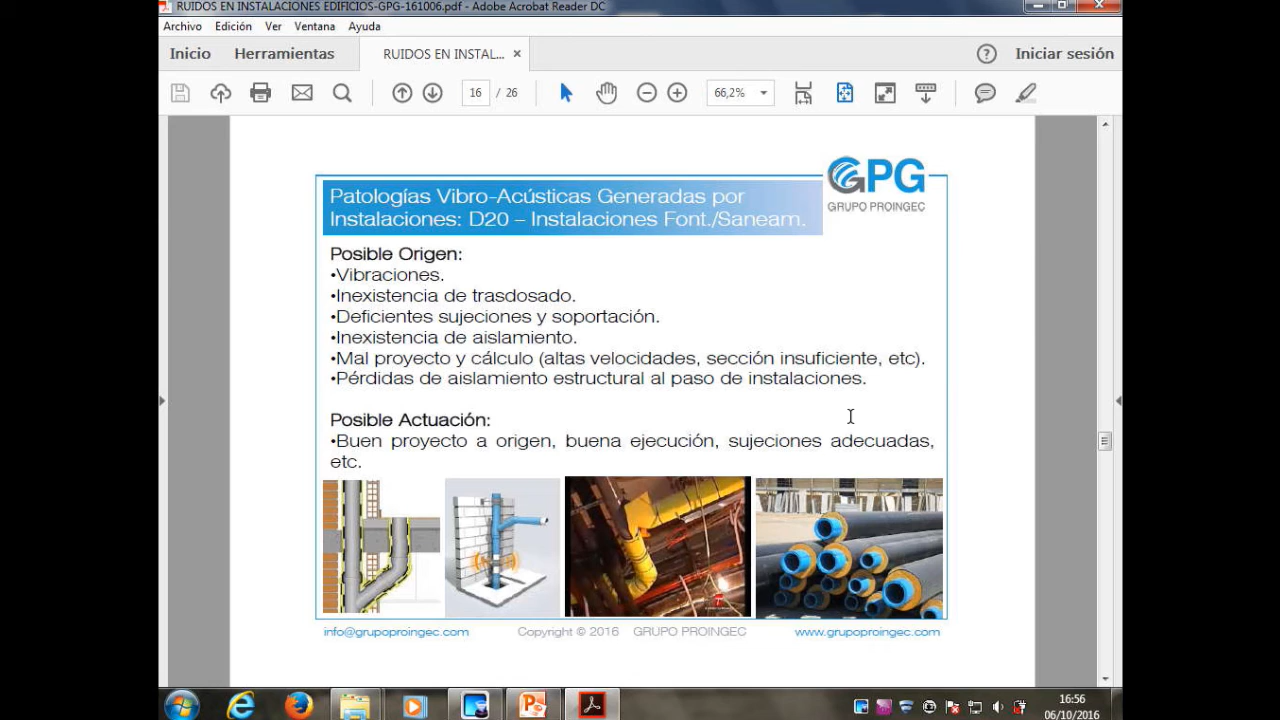 RUIDOS EN INSTALACIONES EDIFICIOS-GPG-161006.pdf - Adobe Acrobat Reader DC
Archivo Edición Ver Ventana Ayuda
Inicio Herramientas RUIDOS EN INSTAL... × Iniciar sesión
16 / 26 66,2%
GPG
GRUPO PROINGEC
Patologías Vibro-Acústicas Generadas por
Instalaciones: D20 – Instalaciones Font./Saneam.
Posible Origen:
•Vibraciones.
•Inexistencia de trasdosado.
•Deficientes sujeciones y soportación.
•Inexistencia de aislamiento.
•Mal proyecto y cálculo (altas velocidades, sección insuficiente, etc).
•Pérdidas de aislamiento estructural al paso de instalaciones.
Posible Actuación:
•Buen proyecto a origen, buena ejecución, sujeciones adecuadas,
etc.
info@grupoproingec.com Copyright © 2016 GRUPO PROINGEC www.grupoproingec.com
16:56
06/10/2016